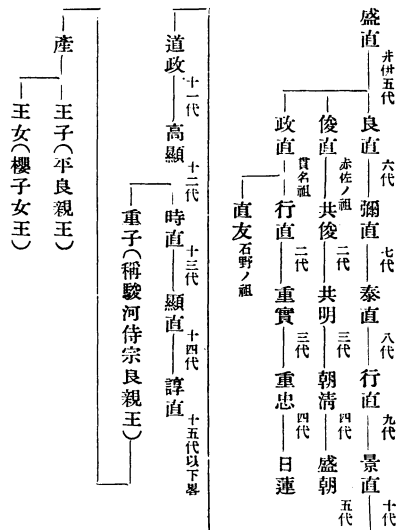 盛直 井伊五代 良直 六代 彌直 七代 泰直 八代 行直 九代 景直 十代
俊直 赤佐ノ祖 共俊 二代 共明 三代 朝清 四代 盛朝 五代
政直 貫名祖 行直 二代 重實 三代 重忠 四代 日蓮
直友 石野ノ祖
道政 十一代 高顯 十二代 時直 十三代 顯直 十四代 諄直 十五代以下畧
重子(稱駿河侍宗良親王)
產 王子(平良親王)
王女(櫻子女王)